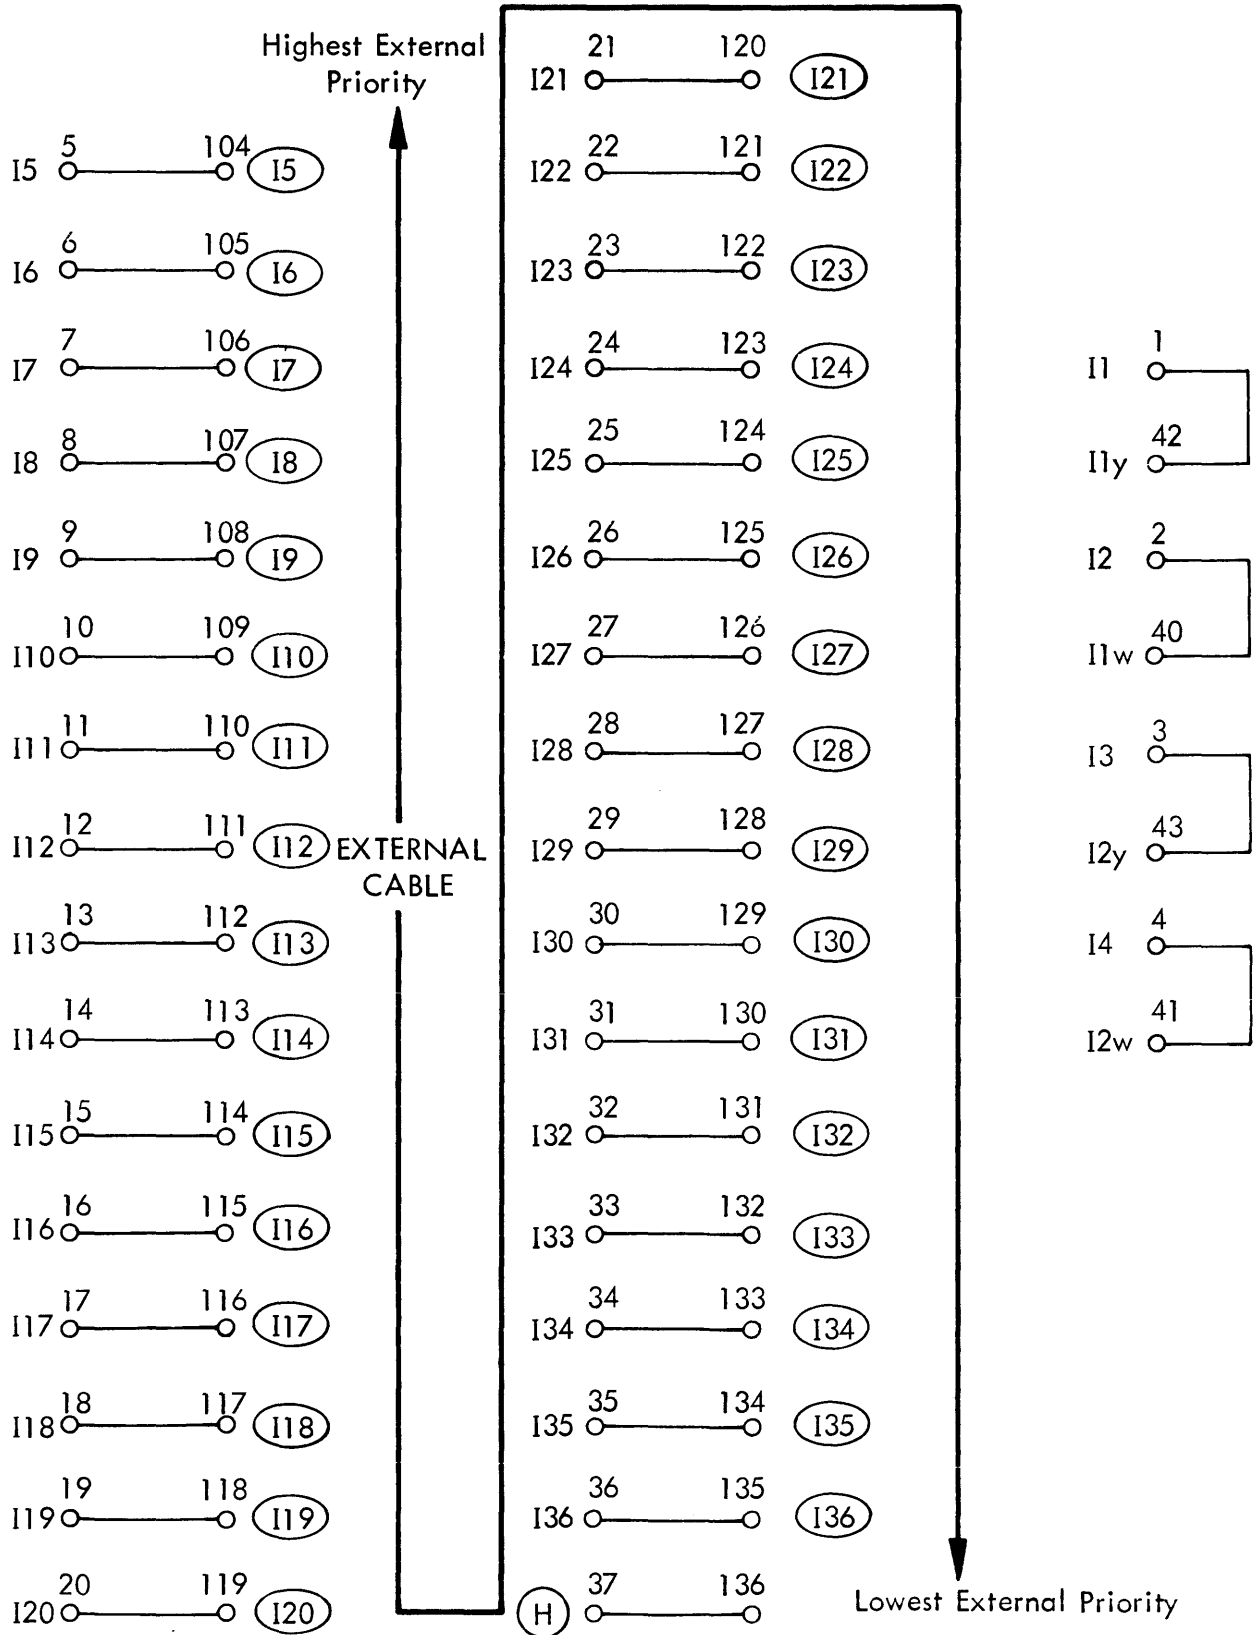 Highest External
Priority
5 104
I5 I5
6 105
I6 I6
7 106
I7 I7
8 107
I8 I8
9 108
I9 I9
10 109
I10 I10
11 110
I11 I11
12 111
I12 I12
13 112
I13 I13
14 113
I14 I14
15 114
I15 I15
16 115
I16 I16
17 116
I17 I17
18 117
I18 I18
19 118
I19 I19
20 119
I20 I20
EXTERNAL
CABLE
21 120
I21 I21
22 121
I22 I22
23 122
I23 I23
24 123
I24 I24
25 124
I25 I25
26 125
I26 I26
27 126
I27 I27
28 127
I28 I28
29 128
I29 I29
30 129
I30 I30
31 130
I31 I31
32 131
I32 I32
33 132
I33 I33
34 133
I34 I34
35 134
I35 I35
36 135
I36 I36
37 136
H
Lowest External Priority
1
I1
42
I1y
2
I2
40
I1w
3
I3
43
I2y
4
I4
41
I2w